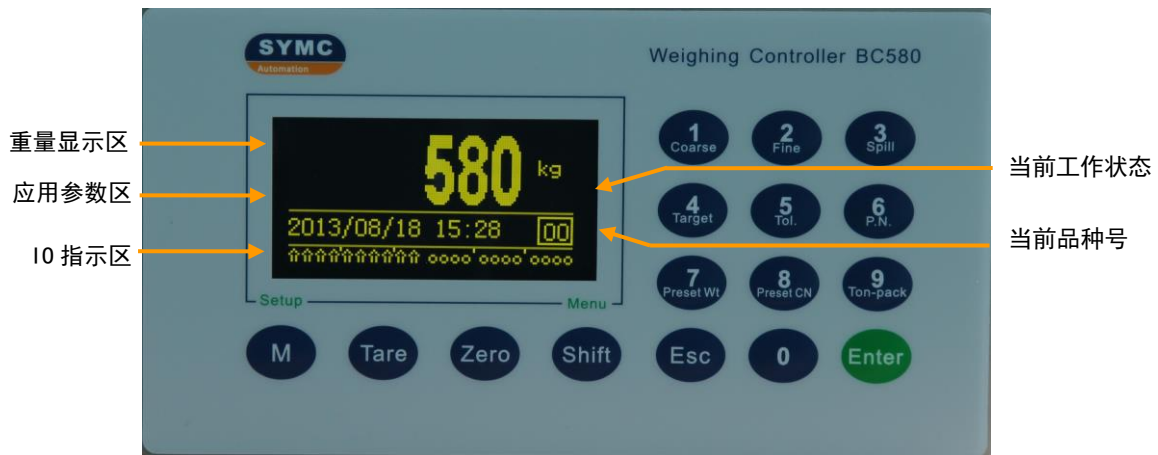 SYMC
Automation
Weighing Controller BC580
重量显示区
应用参数区
IO 指示区
580 kg
2013/08/18 15:28 00
当前工作状态
当前品种号
1
Coarse
2
Fine
3
Spill
4
Target
5
Tol.
6
P.N.
7
Preset Wt
8
Preset CN
9
Ton-pack
Setup
Menu
M
Tare
Zero
Shift
Esc
0
Enter